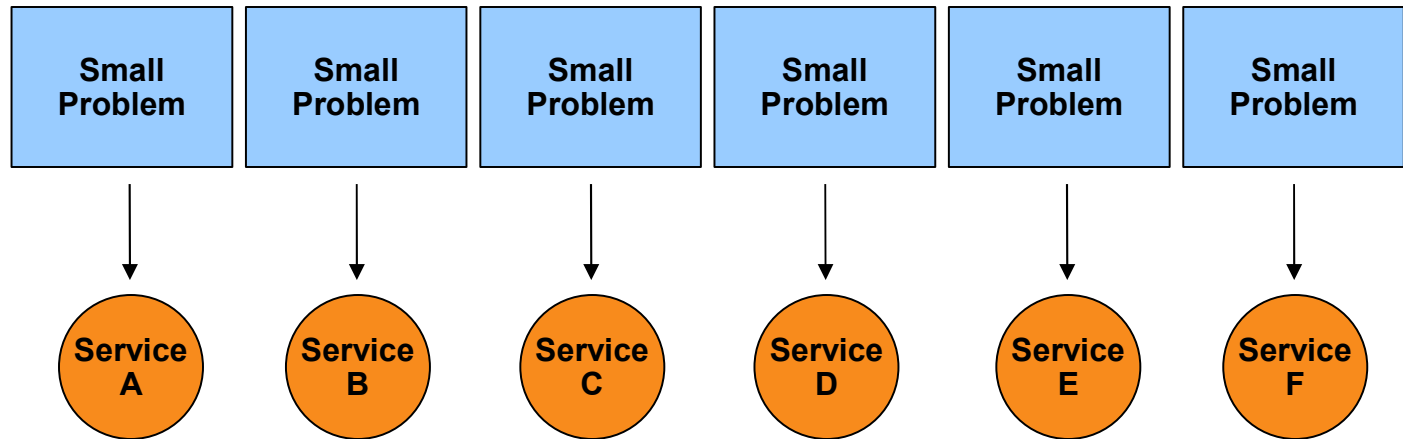 Small
Problem
Small
Problem
Small
Problem
Small
Problem
Small
Problem
Small
Problem
Service
A
Service
B
Service
C
Service
D
Service
E
Service
F